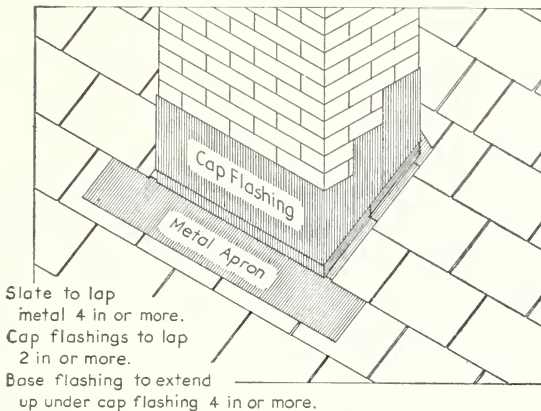 Cap Flashing
Metal Apron
Slate to lap
metal 4 in or more.
Cap flashings to lap
2 in or more.
Base flashing to extend
up under cap flashing 4 in or more.